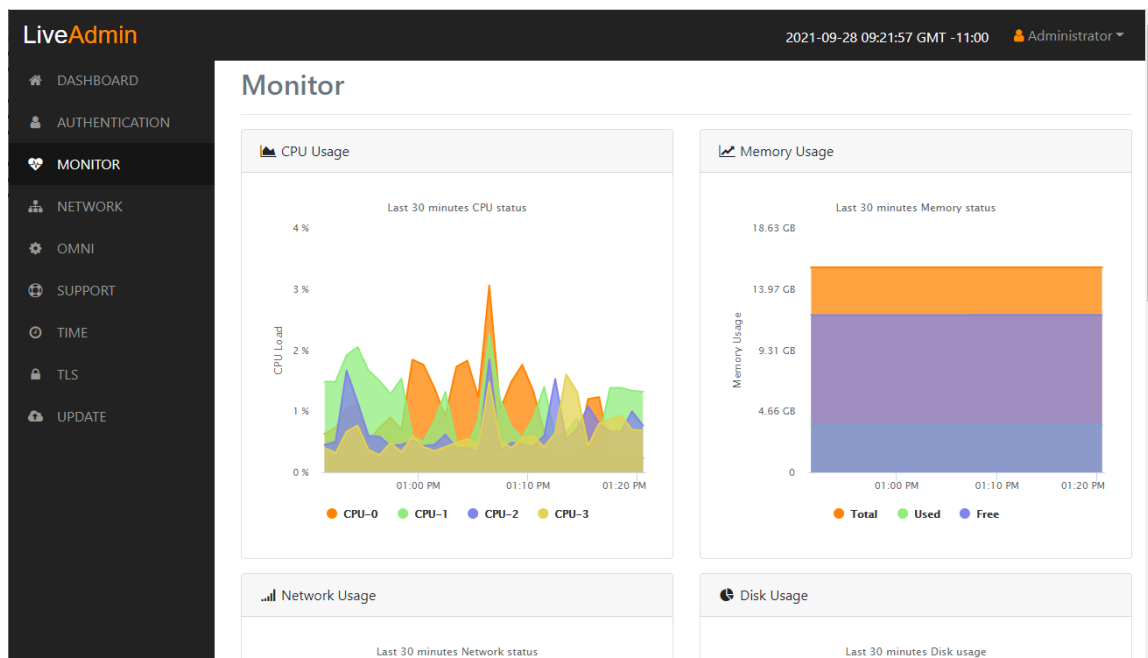 LiveAdmin
2021-09-28 09:21:57 GMT -11:00
Administrator
DASHBOARD
AUTHENTICATION
MONITOR
NETWORK
OMNI
SUPPORT
TIME
TLS
UPDATE
Monitor
CPU Usage
Last 30 minutes CPU status
4 %
3 %
2 %
1 %
0 %
CPU Load
01:00 PM 01:10 PM 01:20 PM
CPU-0 CPU-1 CPU-2 CPU-3
Memory Usage
Last 30 minutes Memory status
18.63 GB
13.97 GB
9.31 GB
4.66 GB
0
Memory Usage
01:00 PM 01:10 PM 01:20 PM
Total Used Free
Network Usage
Last 30 minutes Network status
Disk Usage
Last 30 minutes Disk usage